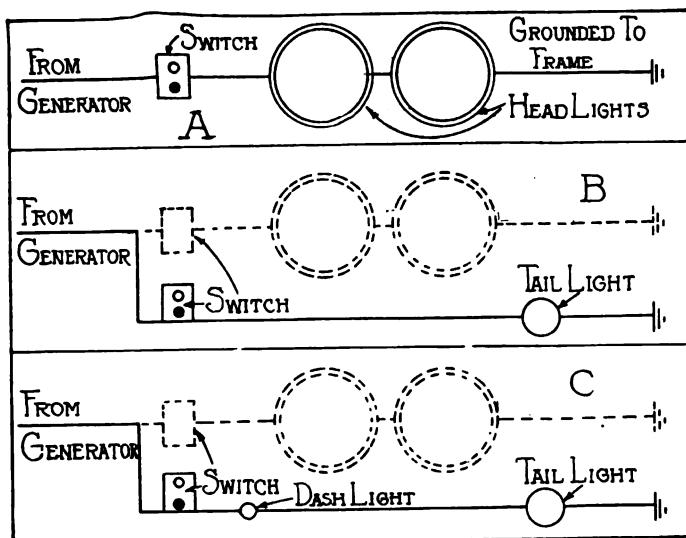 SWITCH
GROUNDED TO
FROM
FRAME
GENERATOR
HEAD LIGHTS
A
B
FROM
GENERATOR
TAIL LIGHT
SWITCH
C
FROM
GENERATOR
TAIL LIGHT
SWITCH
DASH LIGHT